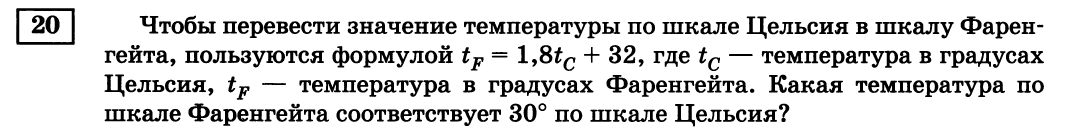 20 Чтобы перевести значение температуры по шкале Цельсия в шкалу Фарен-
гейта, пользуются формулой t_F = 1,8t_C + 32, где t_C — температура в градусах
Цельсия, t_F — температура в градусах Фаренгейта. Какая температура по
шкале Фаренгейта соответствует 30° по шкале Цельсия?